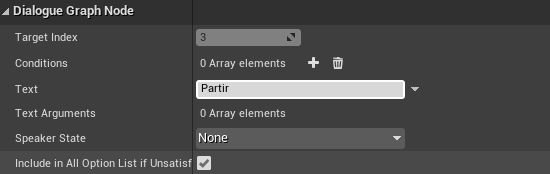 Dialogue Graph Node
Target Index 3
Conditions 0 Array elements
Text Partir
Text Arguments 0 Array elements
Speaker State None
Include in All Option List if Unsatisf